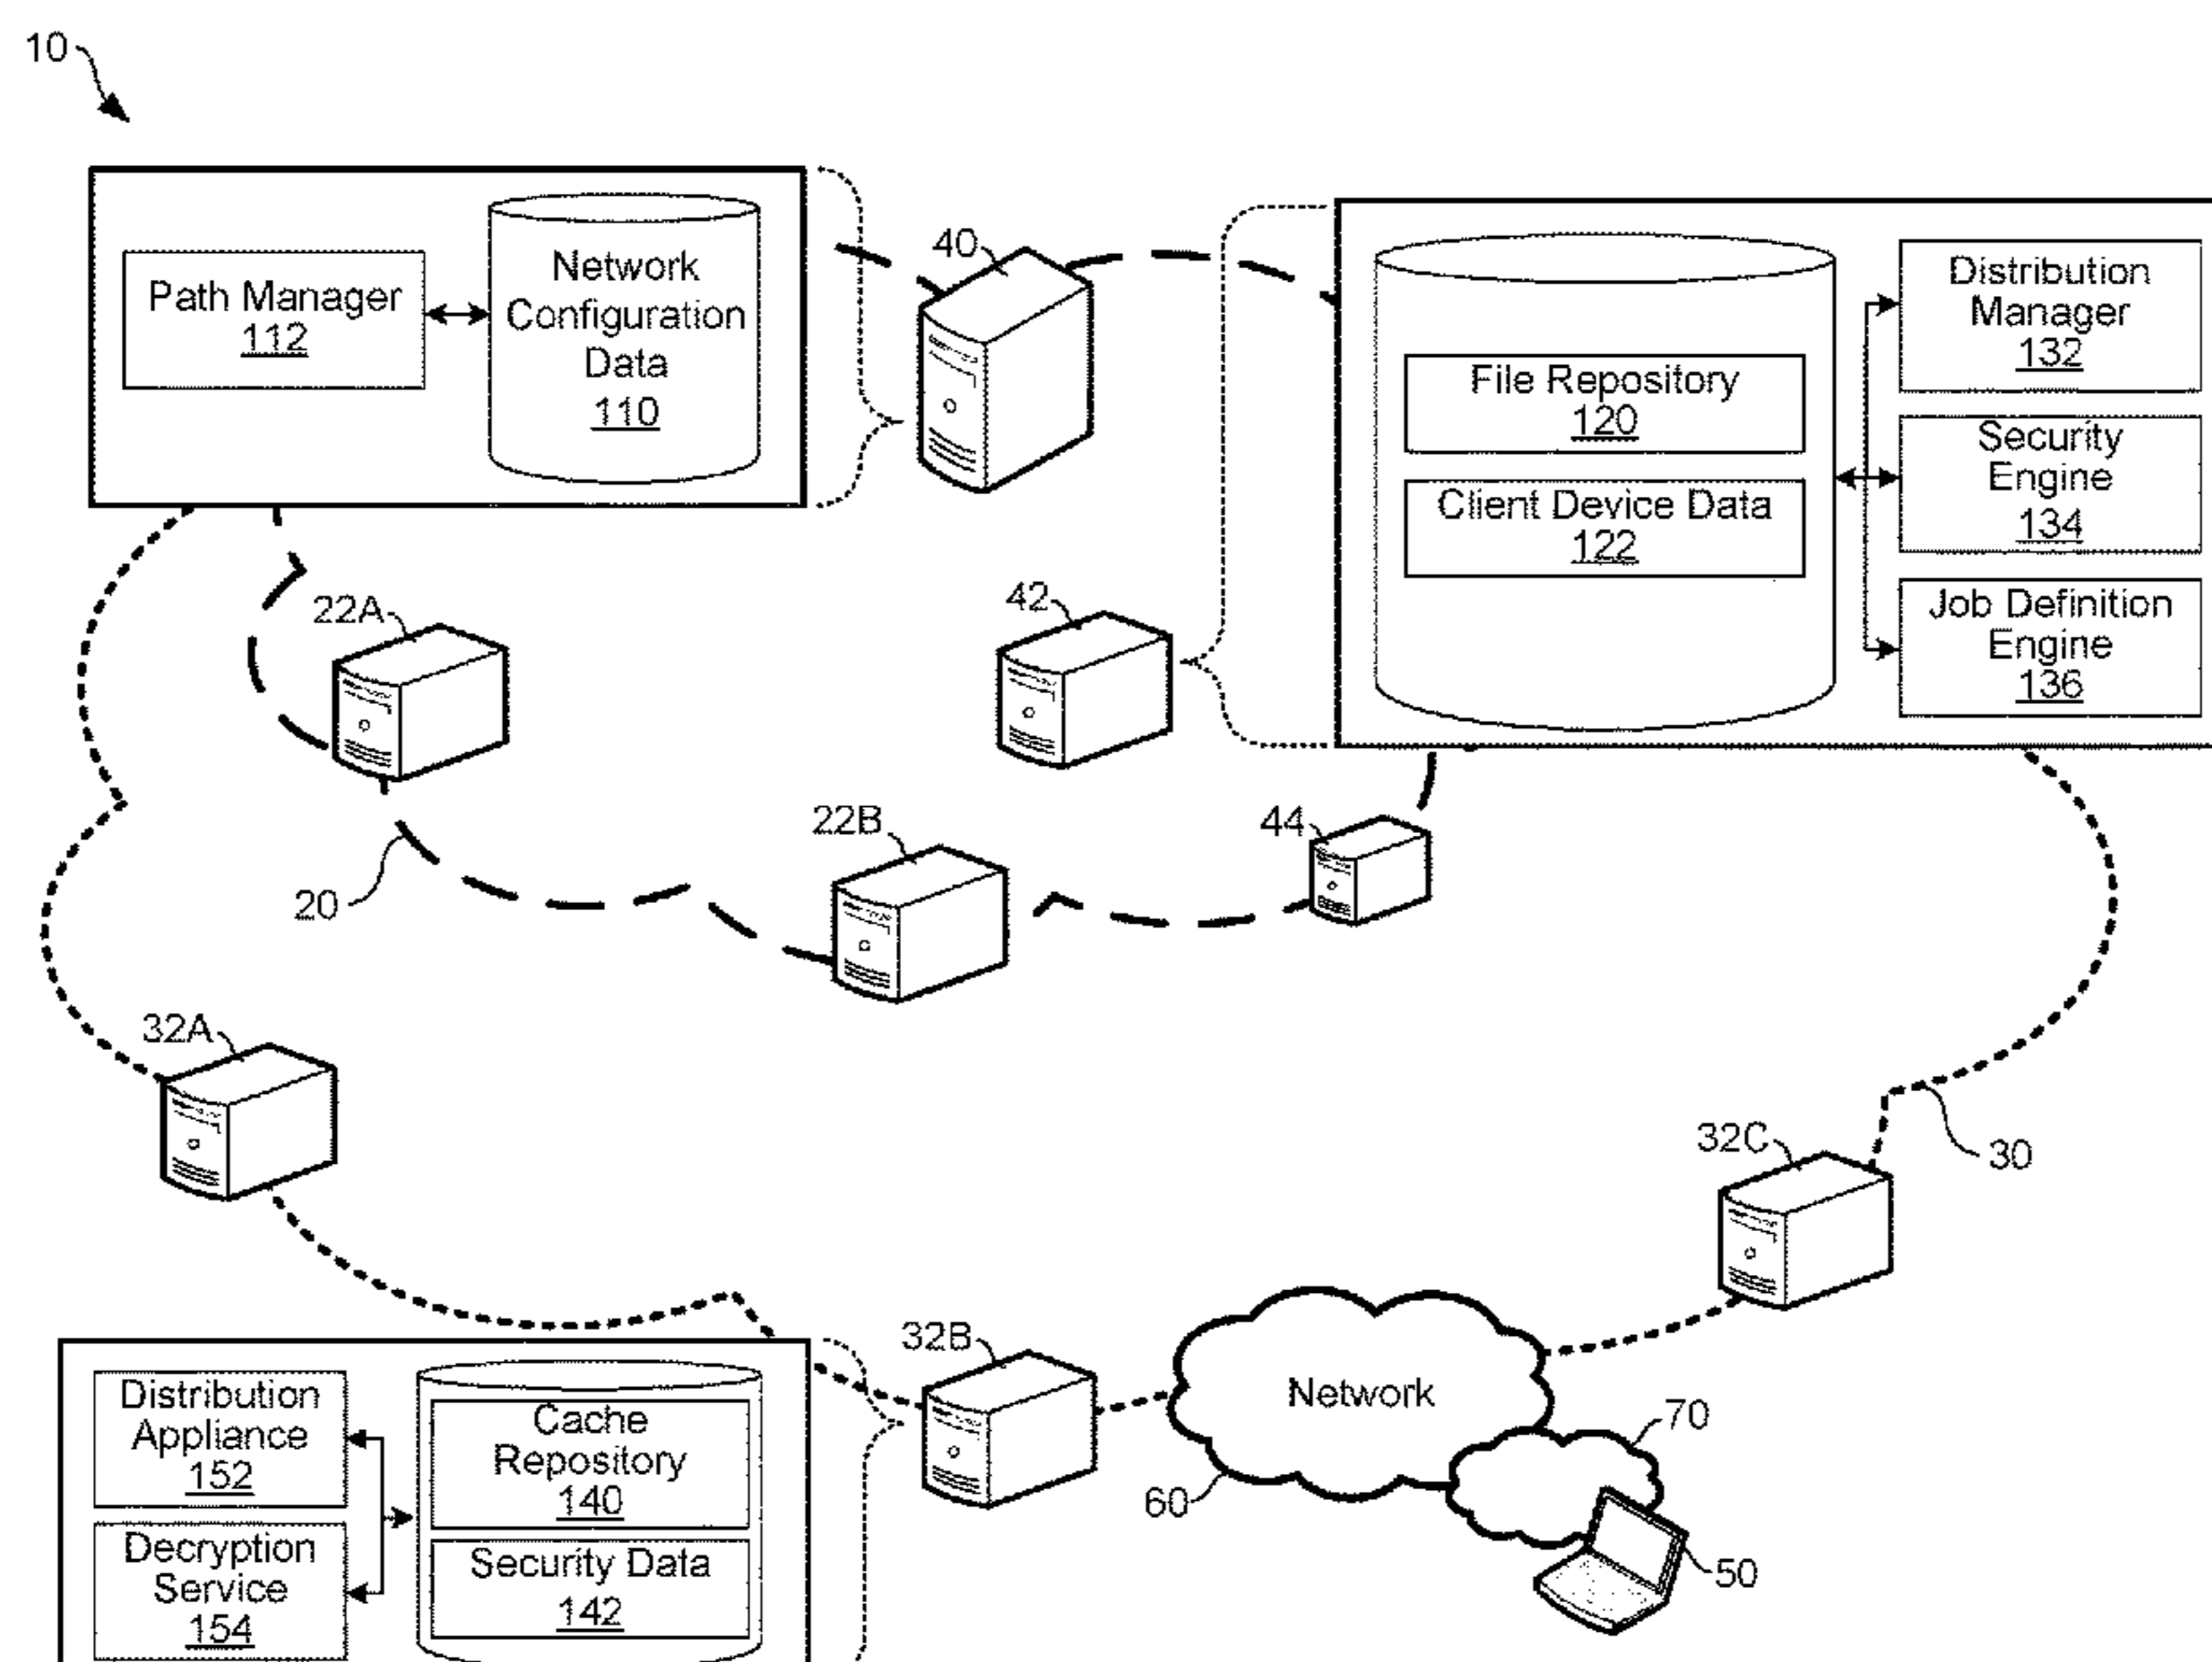 10
Path Manager
112
Network
Configuration
Data
110
40
File Repository
120
Client Device Data
122
Distribution
Manager
132
Security
Engine
134
Job Definition
Engine
136
22A
42
20
22B
44
32A
32C
30
32B
Network
60
70
50
Distribution
Appliance
152
Decryption
Service
154
Cache
Repository
140
Security Data
142